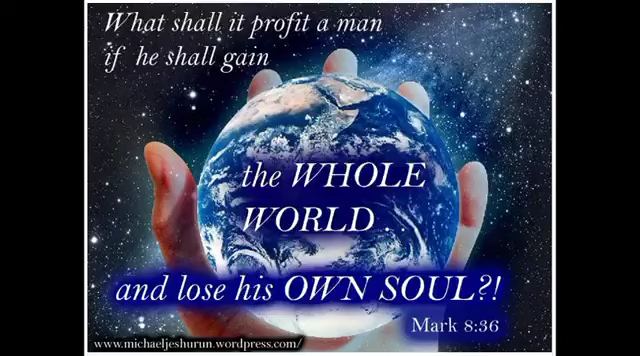 What shall it profit a man
if he shall gain
the WHOLE
WORLD . .
and lose his OWN SOUL?!
Mark 8:36
www.michaeljeshurun.wordpress.com/